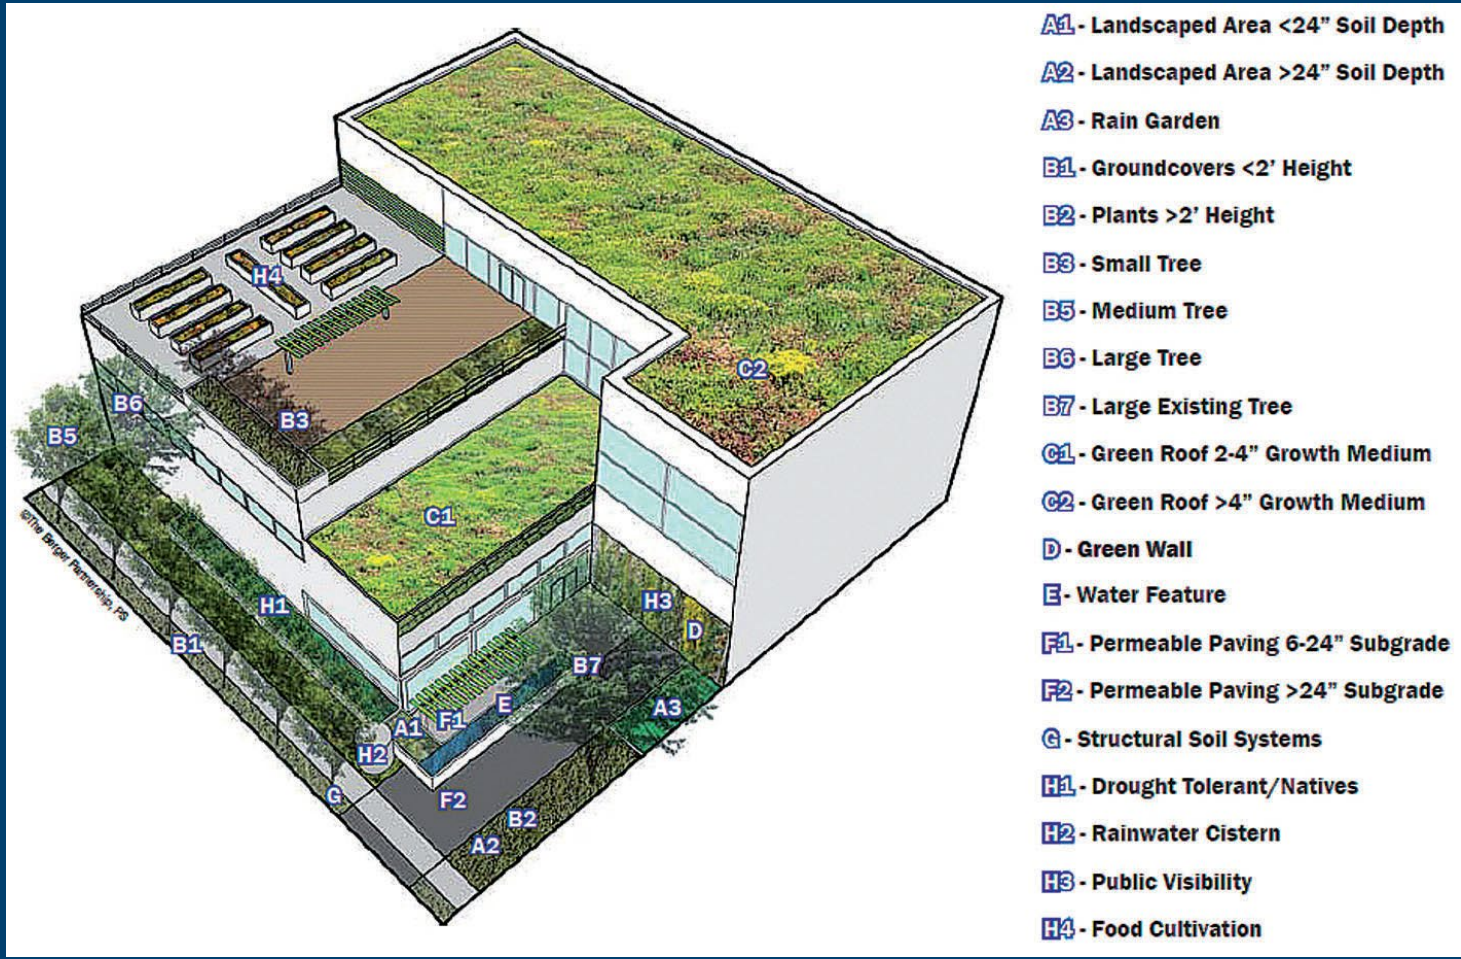 A1 - Landscaped Area <24” Soil Depth
A2 - Landscaped Area >24” Soil Depth
A3 - Rain Garden
B1 - Groundcovers <2’ Height
B2 - Plants >2’ Height
B3 - Small Tree
B5 - Medium Tree
B6 - Large Tree
B7 - Large Existing Tree
C1 - Green Roof 2-4” Growth Medium
C2 - Green Roof >4” Growth Medium
D - Green Wall
E - Water Feature
F1 - Permeable Paving 6-24” Subgrade
F2 - Permeable Paving >24” Subgrade
G - Structural Soil Systems
H1 - Drought Tolerant/Natives
H2 - Rainwater Cistern
H3 - Public Visibility
H4 - Food Cultivation
H4
C2
B6
B3
B5
C1
H1
H3
D
B1
B7
E
A3
A1
F1
H2
G
F2
B2
A2
©The Berger Partnership, PS